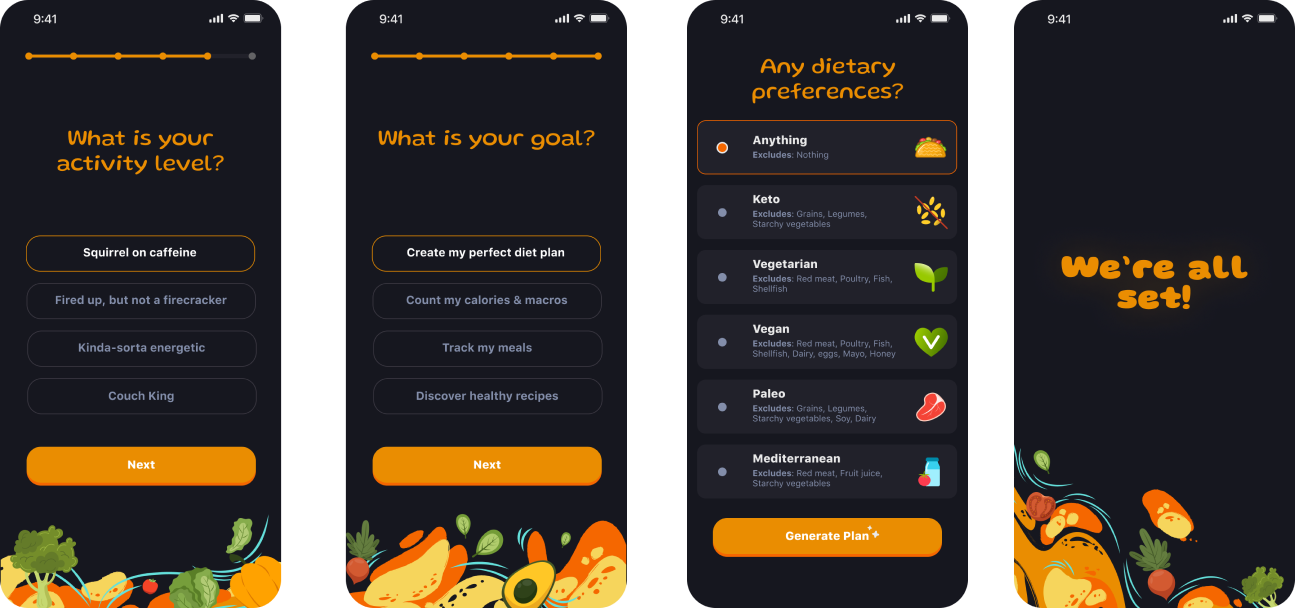 9:41
What is your
activity level?
Squirrel on caffeine
Fired up, but not a firecracker
Kinda-sorta energetic
Couch King
Next
9:41
What is your goal?
Create my perfect diet plan
Count my calories & macros
Track my meals
Discover healthy recipes
Next
9:41
Any dietary
preferences?
Anything
Excludes: Nothing
Keto
Excludes: Grains, Legumes,
Starchy vegetables
Vegetarian
Excludes: Red meat, Poultry, Fish,
Shellfish
Vegan
Excludes: Red meat, Poultry, Fish,
Shellfish, Dairy, eggs, Mayo, Honey
Paleo
Excludes: Grains, Legumes,
Starchy vegetables, Soy, Dairy
Mediterranean
Excludes: Red meat, Fruit juice,
Starchy vegetables
Generate Plan
9:41
We're all
set!